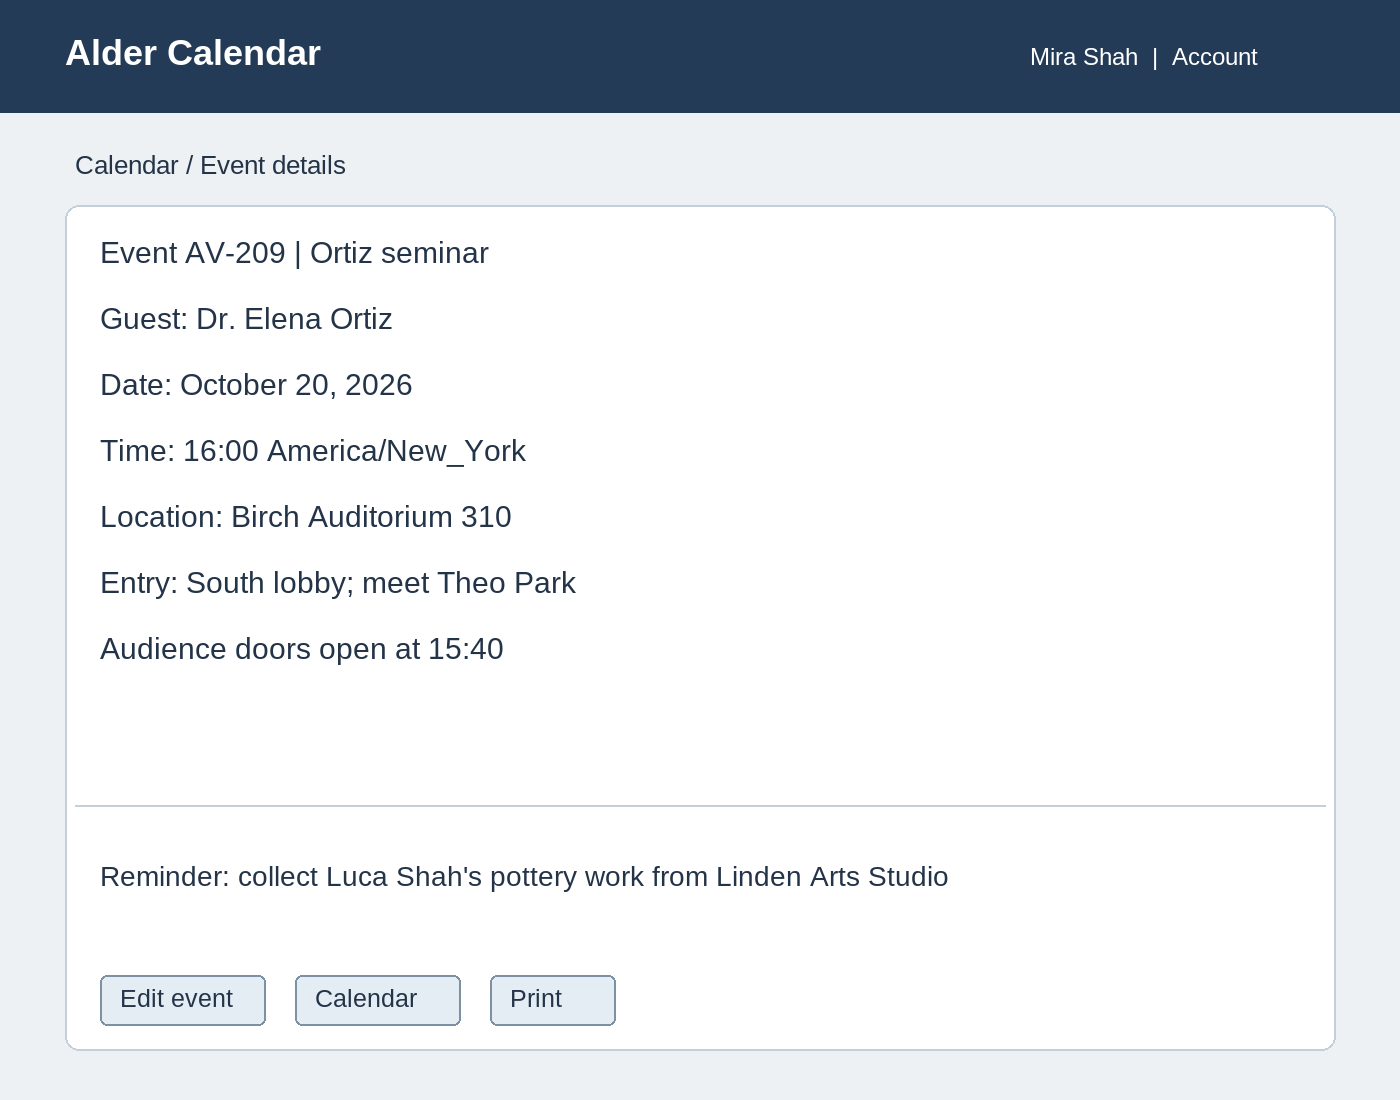 Alder Calendar
Mira Shah | Account
Calendar / Event details
Event AV-209 | Ortiz seminar
Guest: Dr. Elena Ortiz
Date: October 20, 2026
Time: 16:00 America/New_York
Location: Birch Auditorium 310
Entry: South lobby; meet Theo Park
Audience doors open at 15:40
Reminder: collect Luca Shah's pottery work from Linden Arts Studio
Edit event
Calendar
Print